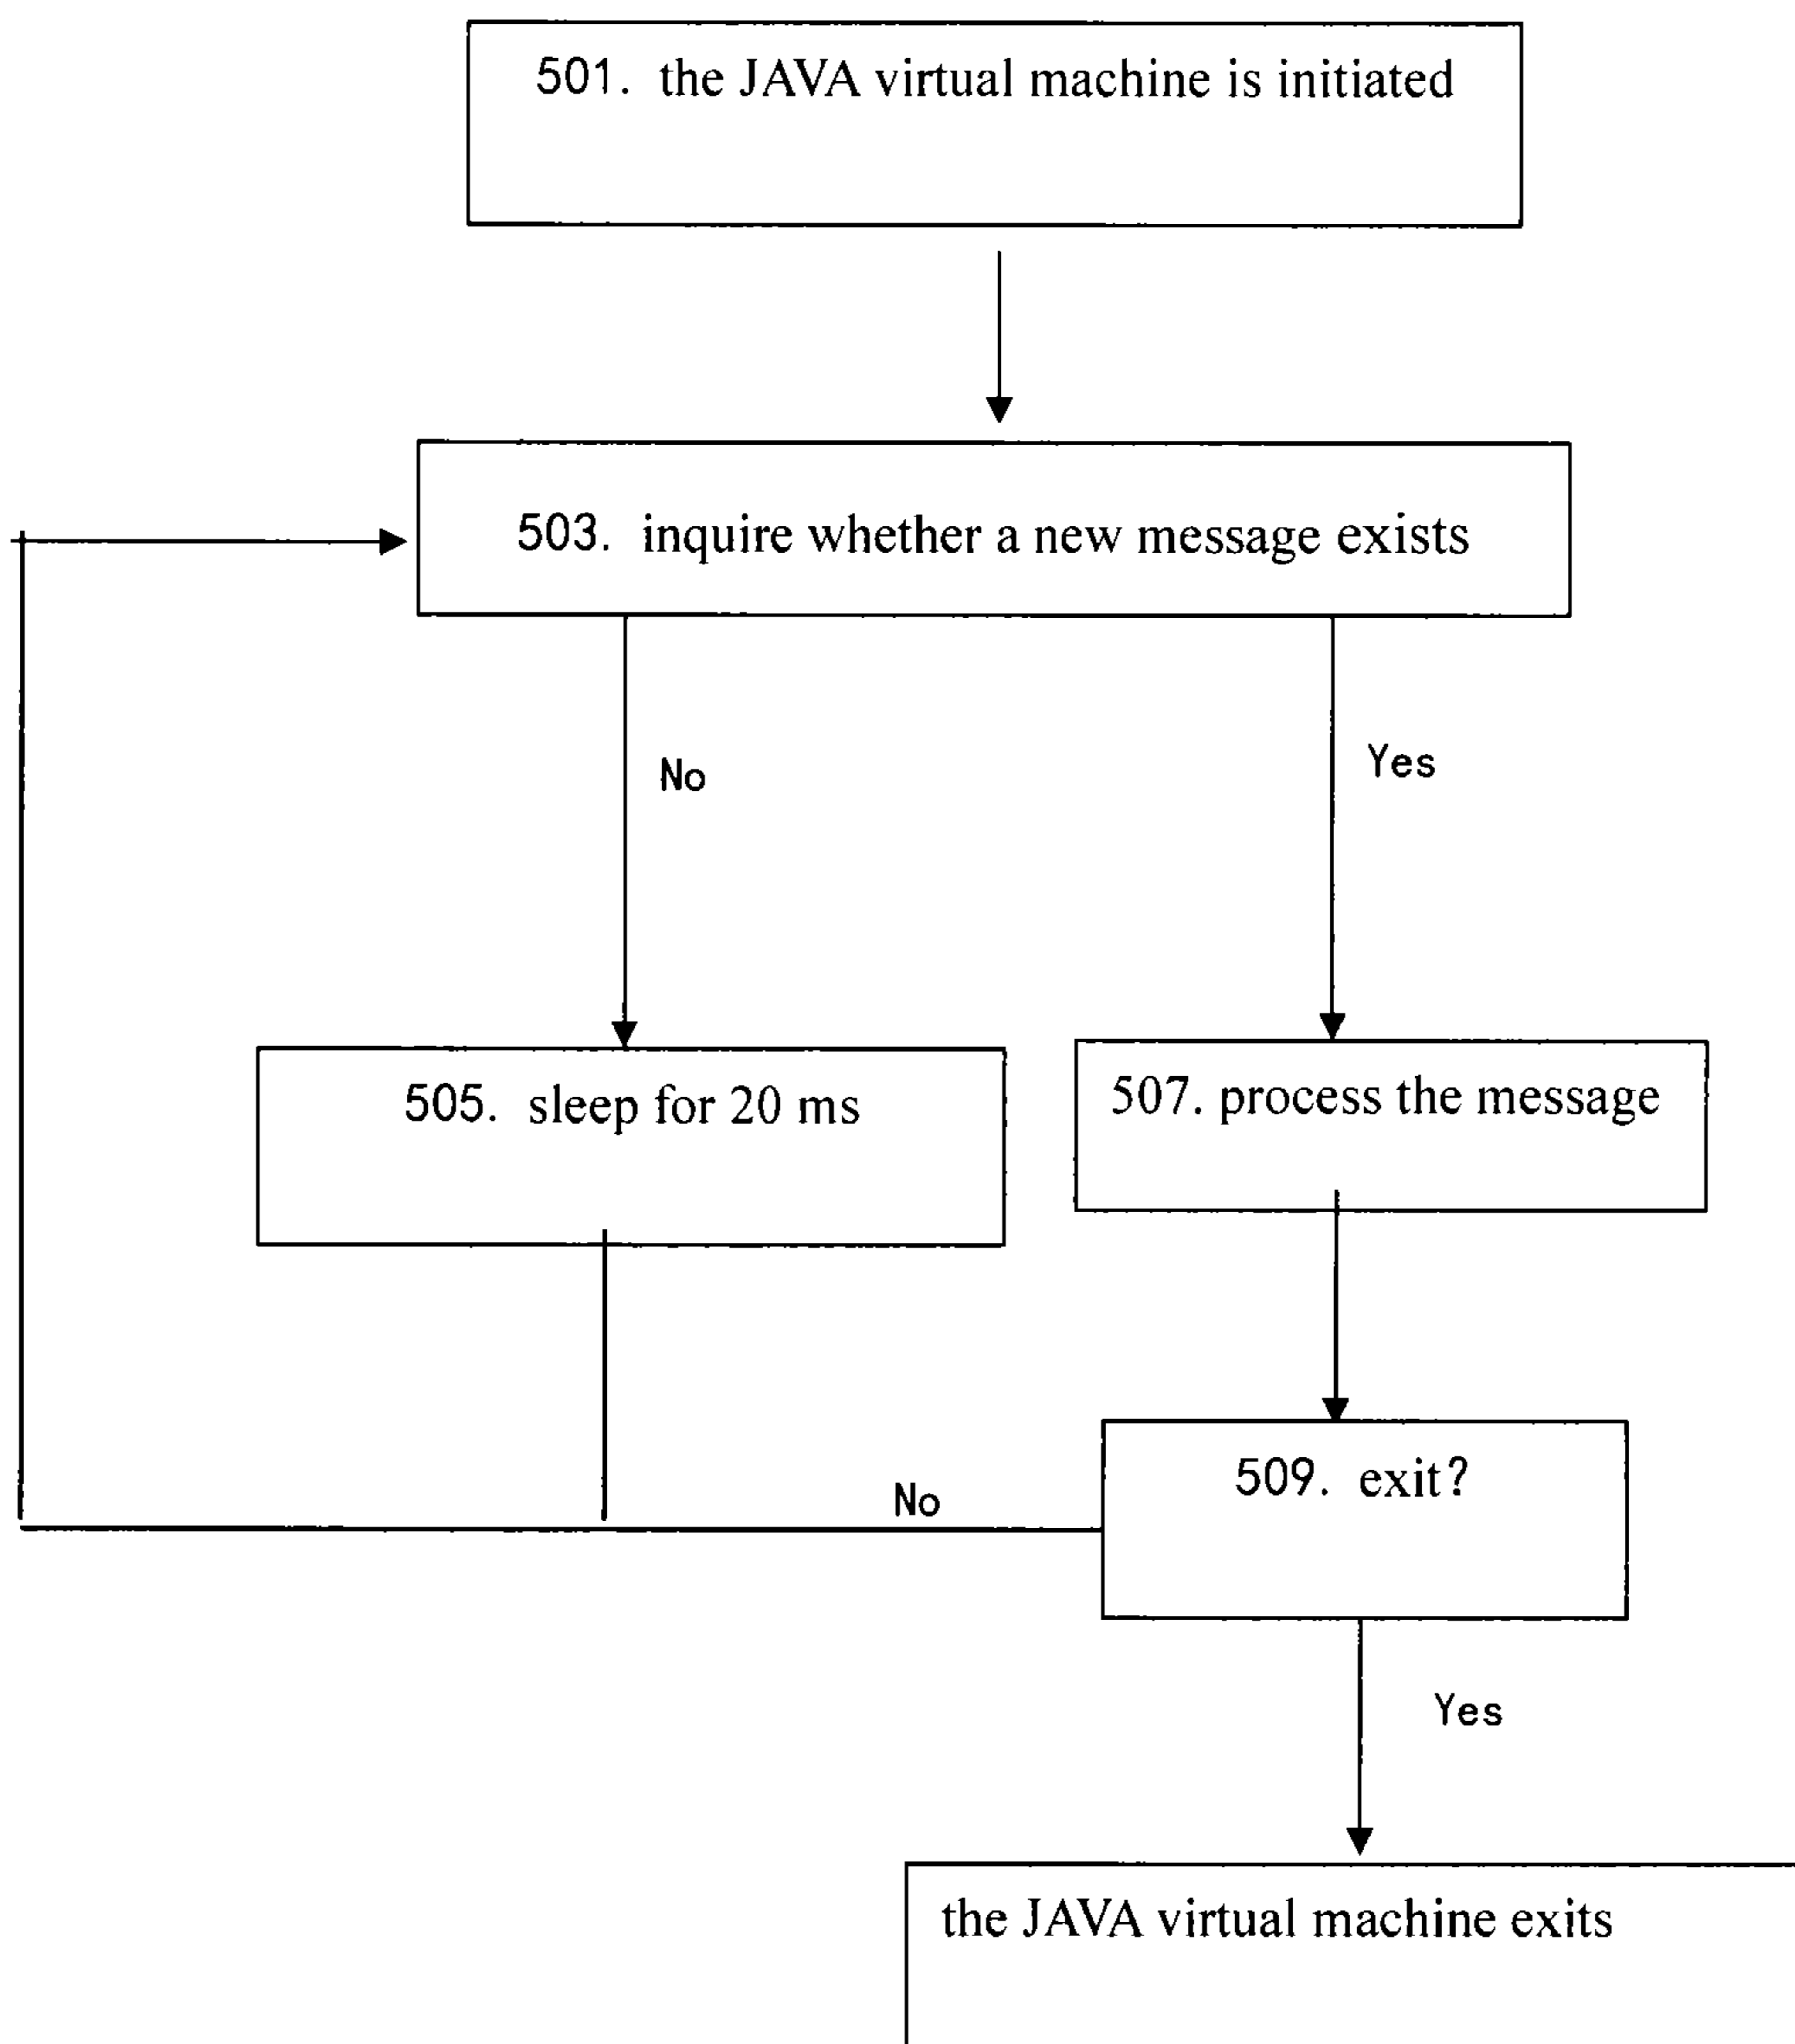 501. the JAVA virtual machine is initiated
503. inquire whether a new message exists
No
Yes
505. sleep for 20 ms
507. process the message
509. exit?
No
Yes
the JAVA virtual machine exits